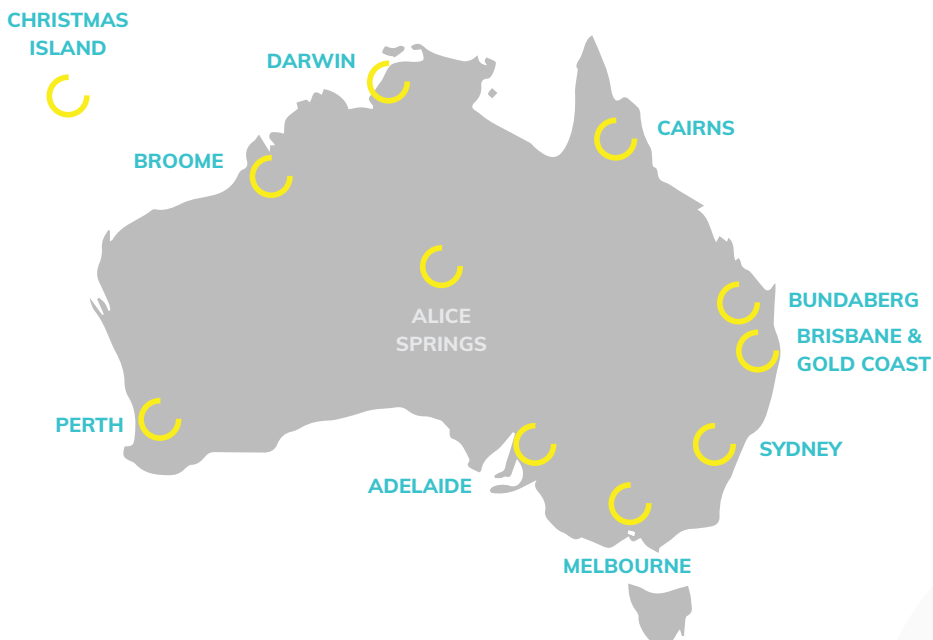 CHRISTMAS
ISLAND
DARWIN
CAIRNS
BROOME
ALICE
SPRINGS
BUNDABERG
BRISBANE &
GOLD COAST
PERTH
SYDNEY
ADELAIDE
MELBOURNE